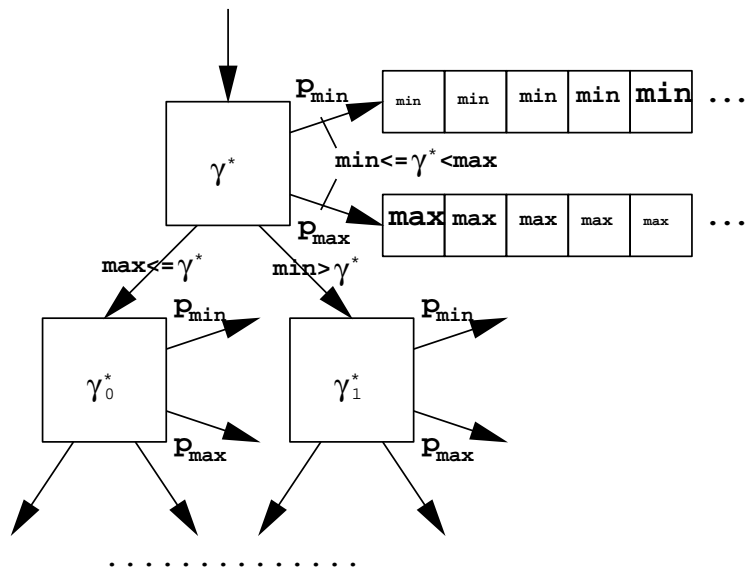 p_min
min min min min min ...
γ*
min<=γ*<max
p_max
max max max max max ...
max<=γ*
min>γ*
p_min
p_min
γ*_0
γ*_1
p_max
p_max
. . . . . . . . . . . . . .